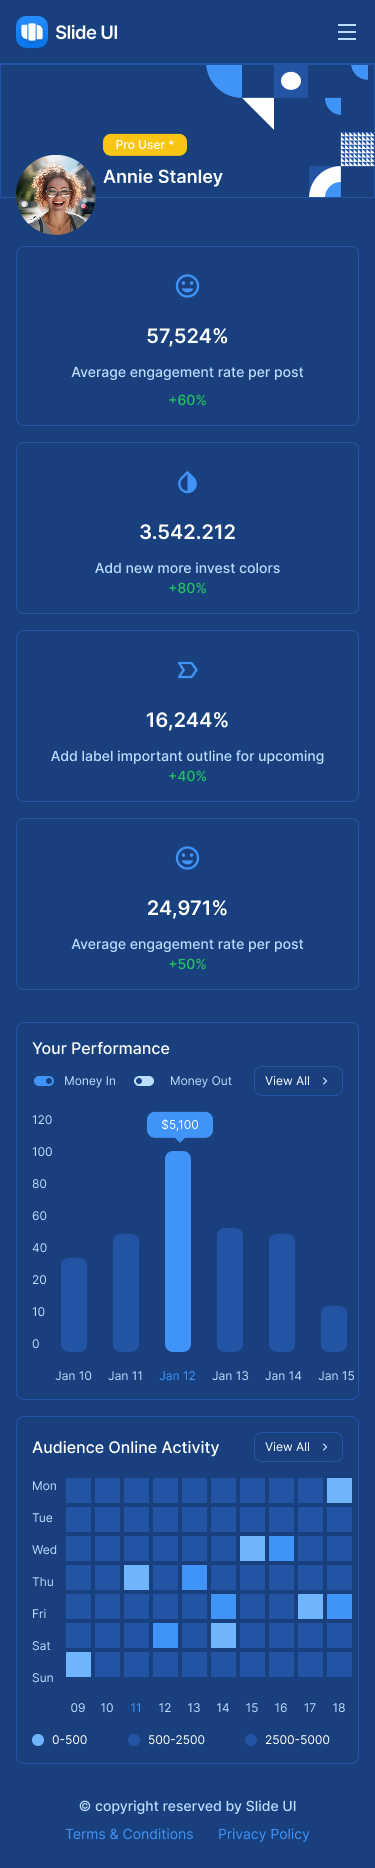 Slide UI
Pro User *
Annie Stanley
57,524%
Average engagement rate per post
+60%
3.542.212
Add new more invest colors
+80%
16,244%
Add label important outline for upcoming
+40%
24,971%
Average engagement rate per post
+50%
Your Performance
Money In Money Out View All
120
$5,100
100
80
60
40
20
10
0
Jan 10 Jan 11 Jan 12 Jan 13 Jan 14 Jan 15
Audience Online Activity View All
Mon
Tue
Wed
Thu
Fri
Sat
Sun
09 10 11 12 13 14 15 16 17 18
0-500 500-2500 2500-5000
© copyright reserved by Slide UI
Terms & Conditions Privacy Policy